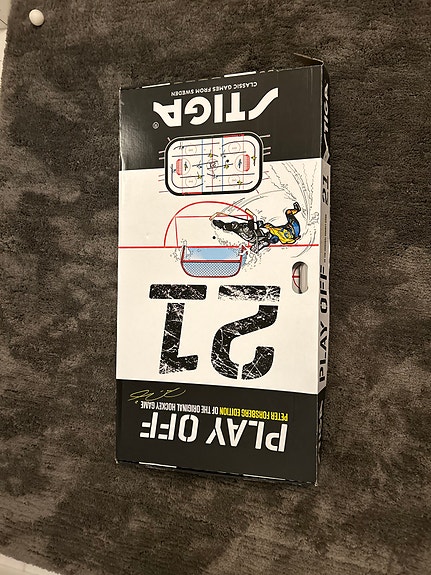 PLAY OFF
PETER FORSBERG EDITION OF THE ORIGINAL HOCKEY GAME
21
STIGA®
CLASSIC GAMES FROM SWEDEN
PLAY OFF
21
STIGA